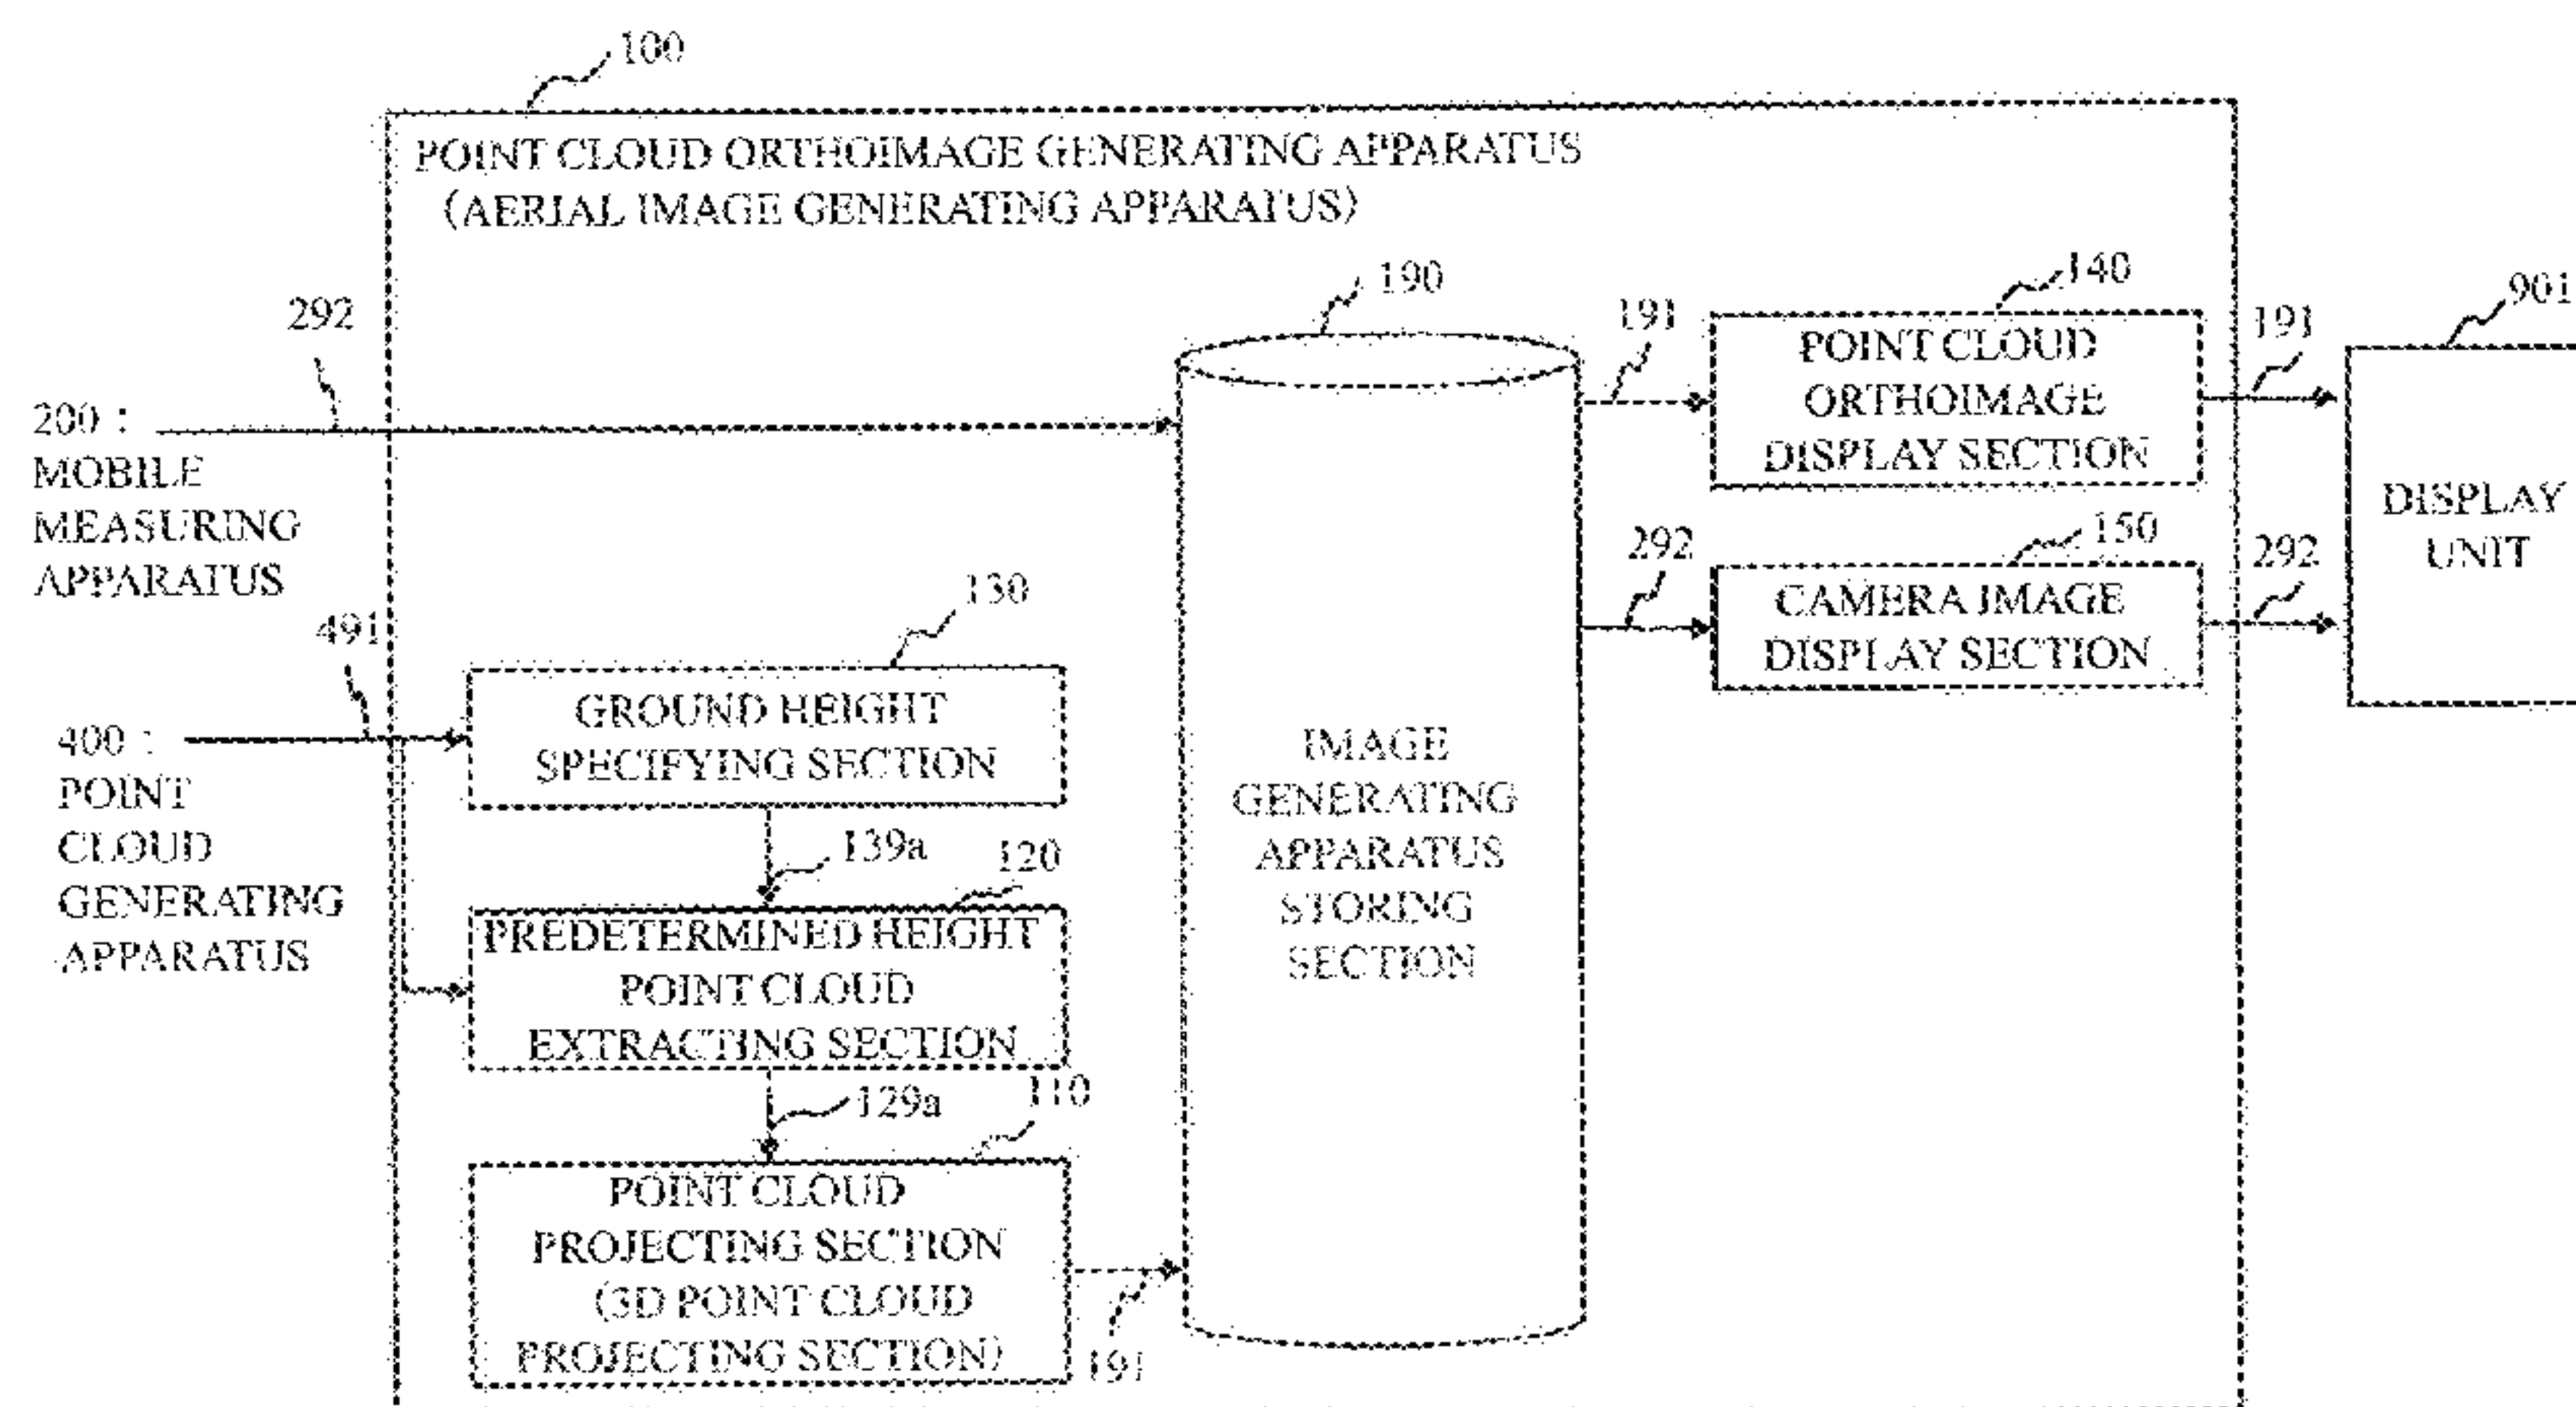 100
POINT CLOUD ORTHOIMAGE GENERATING APPARATUS
(AERIAL IMAGE GENERATING APPARATUS)
292
200 :
MOBILE
MEASURING
APPARATUS
491
400 :
POINT
CLOUD
GENERATING
APPARATUS
130
GROUND HEIGHT
SPECIFYING SECTION
139a
120
PREDETERMINED HEIGHT
POINT CLOUD
EXTRACTING SECTION
129a
110
POINT CLOUD
PROJECTING SECTION
(3D POINT CLOUD
PROJECTING SECTION)
191
190
IMAGE
GENERATING
APPARATUS
STORING
SECTION
191
140
POINT CLOUD
ORTHOIMAGE
DISPLAY SECTION
191
292
150
CAMERA IMAGE
DISPLAY SECTION
292
901
DISPLAY
UNIT